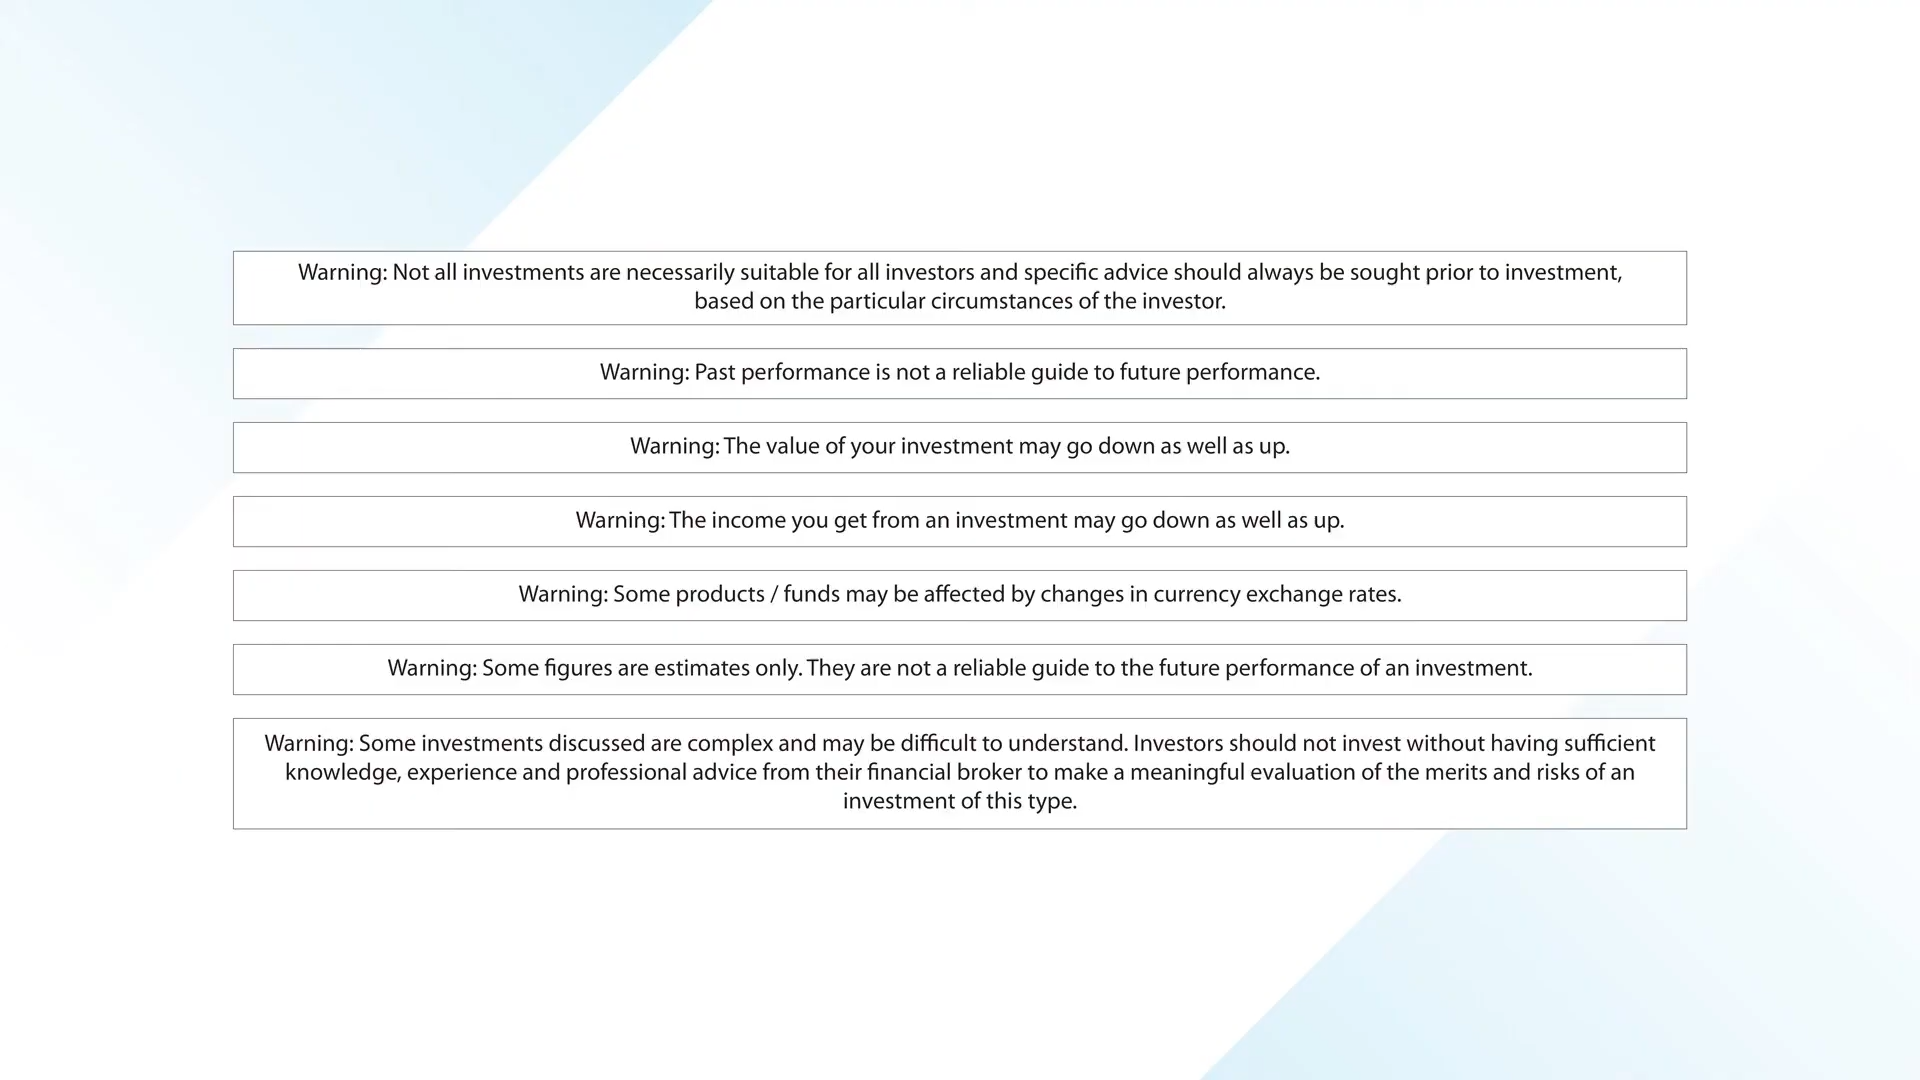 Warning: Not all investments are necessarily suitable for all investors and specific advice should always be sought prior to investment,
based on the particular circumstances of the investor.
Warning: Past performance is not a reliable guide to future performance.
Warning: The value of your investment may go down as well as up.
Warning: The income you get from an investment may go down as well as up.
Warning: Some products / funds may be affected by changes in currency exchange rates.
Warning: Some figures are estimates only. They are not a reliable guide to the future performance of an investment.
Warning: Some investments discussed are complex and may be difficult to understand. Investors should not invest without having sufficient
knowledge, experience and professional advice from their financial broker to make a meaningful evaluation of the merits and risks of an
investment of this type.